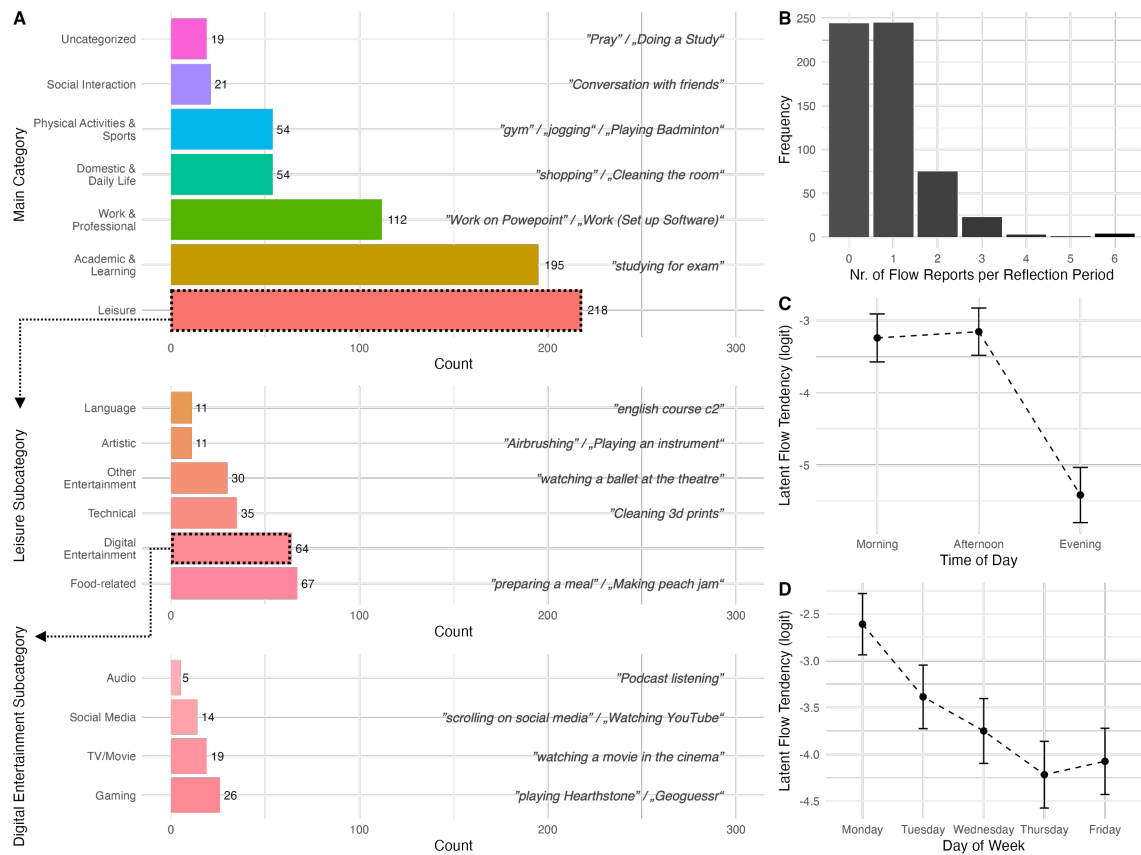 A
Main Category
Uncategorized
19
"Pray" / „Doing a Study“
Social Interaction
21
"Conversation with friends"
Physical Activities &
Sports
54
"gym" / „jogging“ / „Playing Badminton“
Domestic &
Daily Life
54
"shopping" / „Cleaning the room“
Work &
Professional
112
"Work on Powepoint" / „Work (Set up Software)“
Academic &
Learning
195
"studying for exam"
Leisure
218
0
100
200
300
Count
Leisure Subcategory
Language
11
"english course c2"
Artistic
11
"Airbrushing" / „Playing an instrument“
Other
Entertainment
30
"watching a ballet at the theatre"
Technical
35
"Cleaning 3d prints"
Digital
Entertainment
64
Food-related
67
"preparing a meal" / „Making peach jam“
0
100
200
300
Count
Digital Entertainment Subcategory
Audio
5
"Podcast listening"
Social Media
14
"scrolling on social media" / „Watching YouTube“
TV/Movie
19
"watching a movie in the cinema"
Gaming
26
"playing Hearthstone" / „Geoguessr“
0
100
200
300
Count
B
Frequency
250
200
150
100
50
0
0
1
2
3
4
5
6
Nr. of Flow Reports per Reflection Period
C
Latent Flow Tendency (logit)
-3
-4
-5
Morning
Afternoon
Evening
Time of Day
D
Latent Flow Tendency (logit)
-2.5
-3.0
-3.5
-4.0
-4.5
Monday
Tuesday
Wednesday
Thursday
Friday
Day of Week